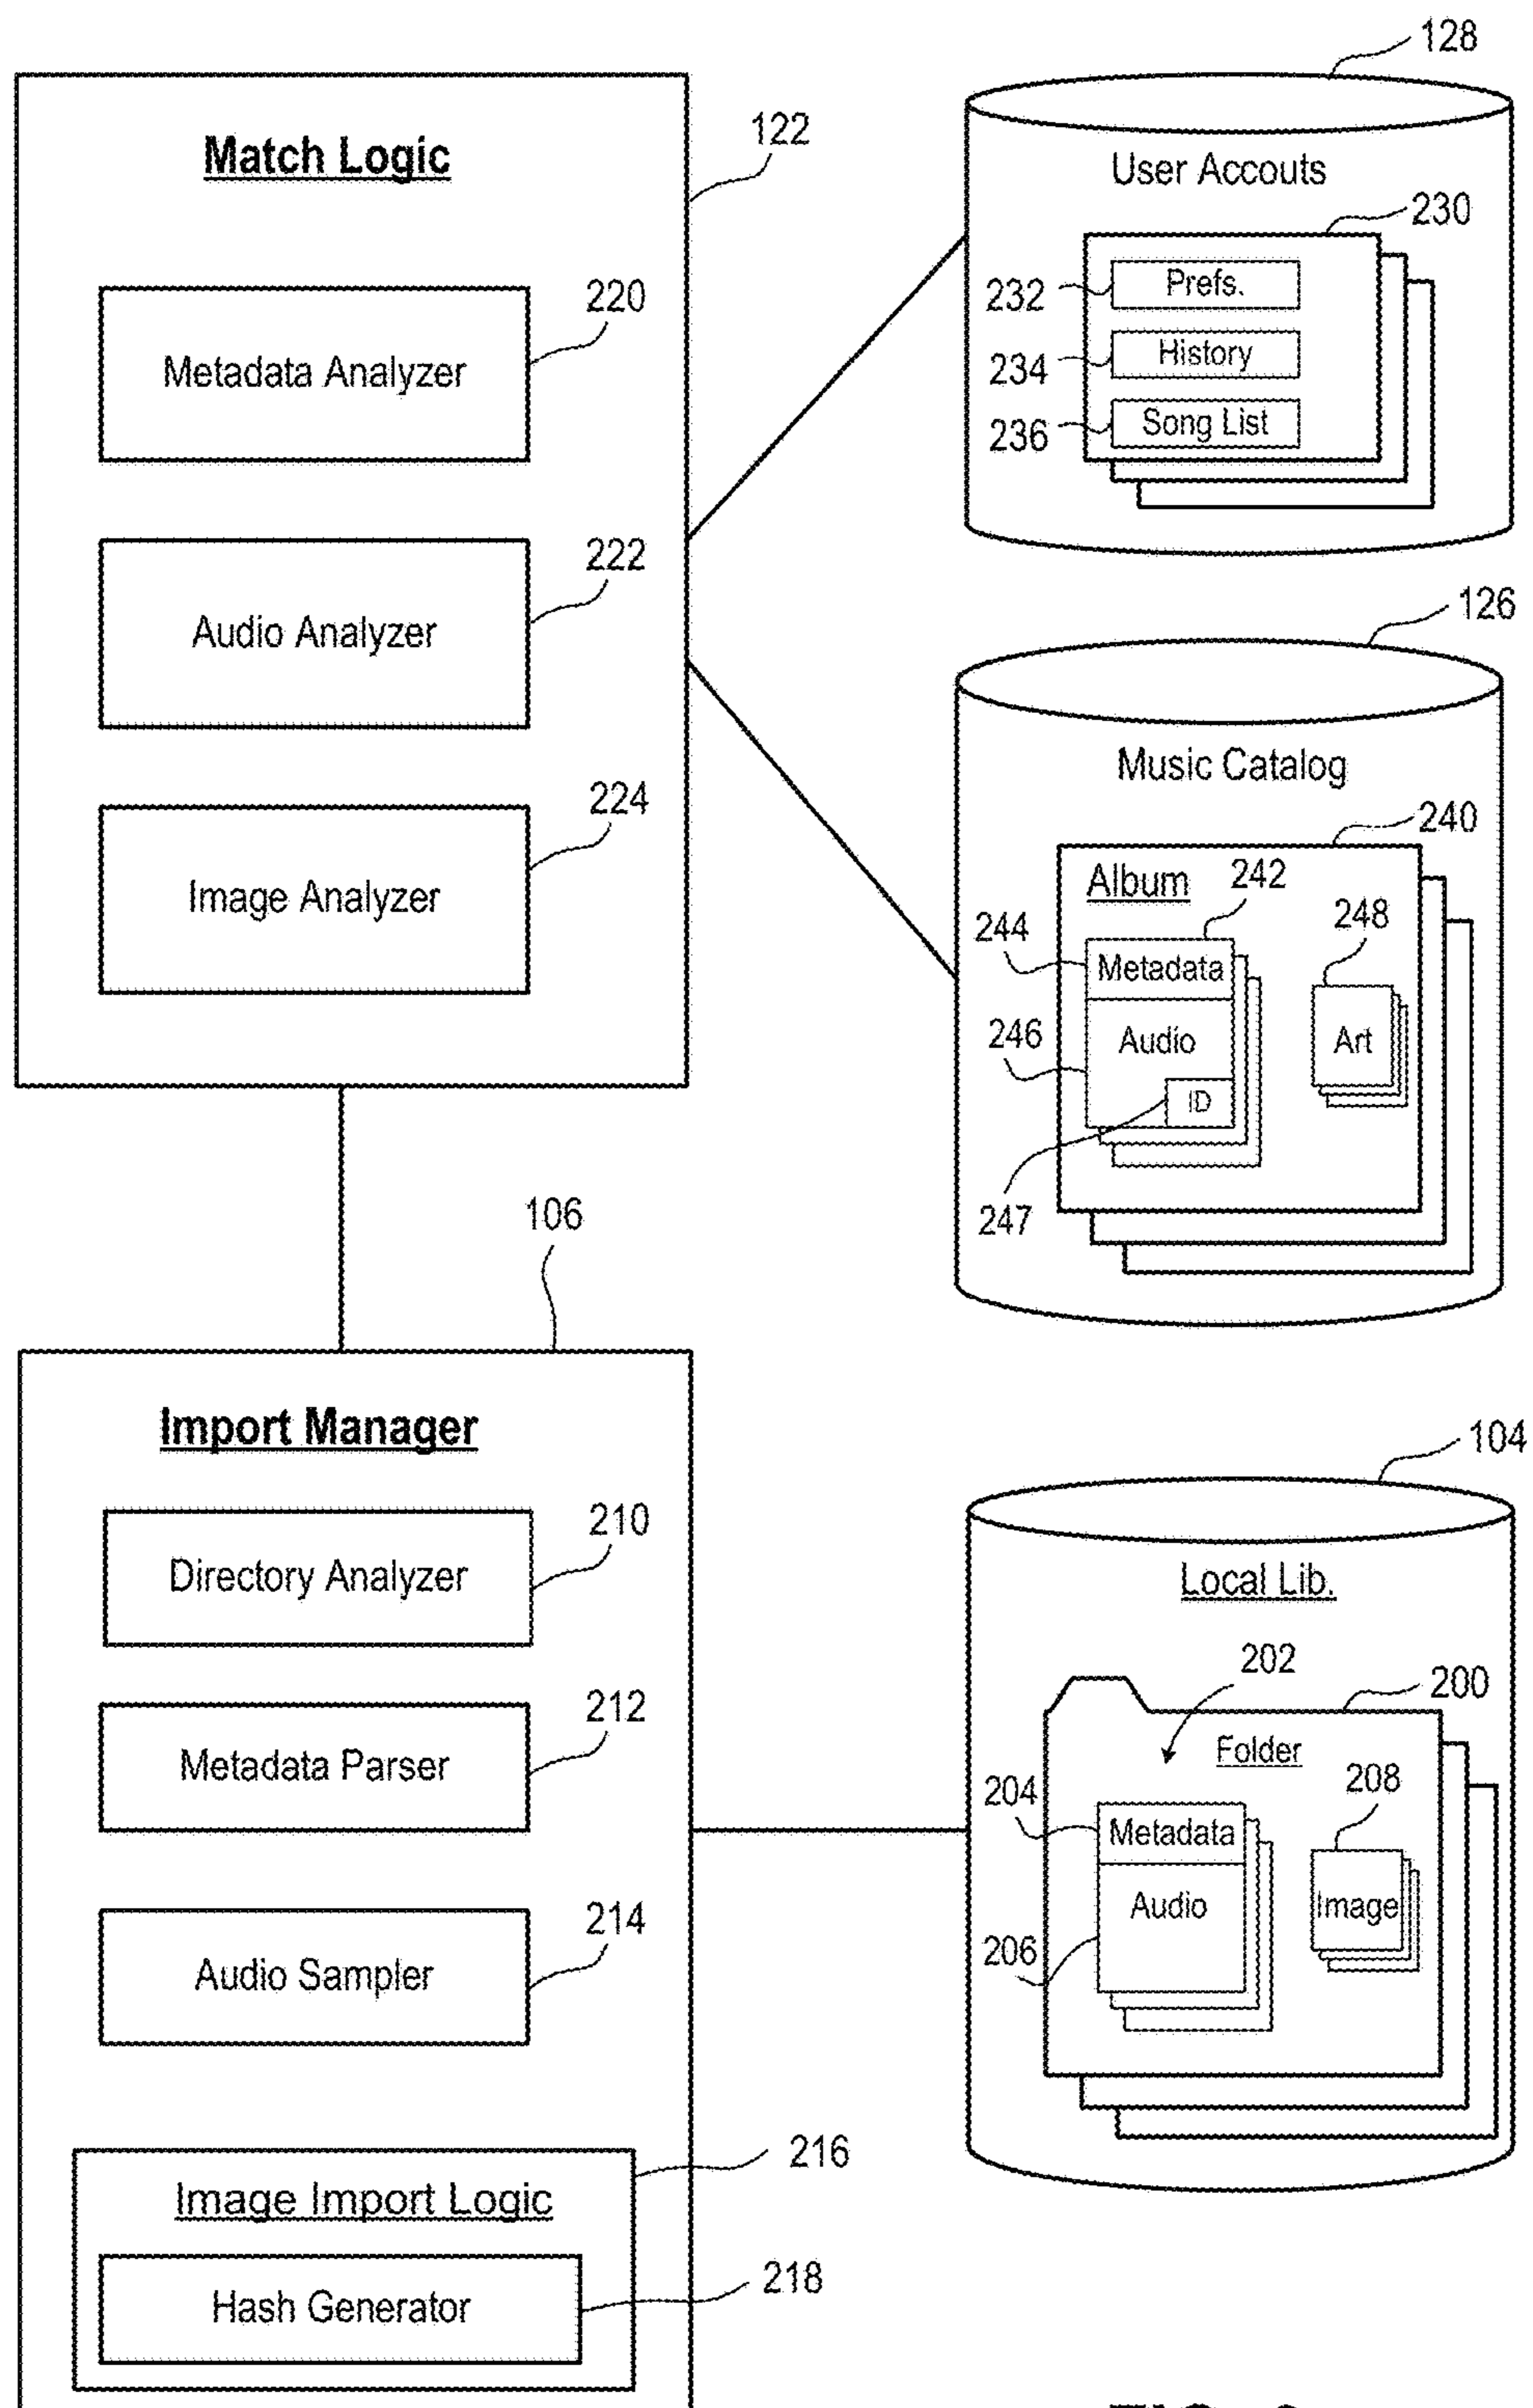 128
Match Logic
122
User Accouts
230
220
232
Prefs.
Metadata Analyzer
234
History
236
Song List
222
Audio Analyzer
126
Music Catalog
224
240
Image Analyzer
Album
242
244
248
Metadata
246
Audio
Art
ID
247
106
Import Manager
104
210
Directory Analyzer
Local Lib.
202
200
212
Folder
Metadata Parser
204
208
Metadata
214
Audio
Image
Audio Sampler
206
216
Image Import Logic
218
Hash Generator